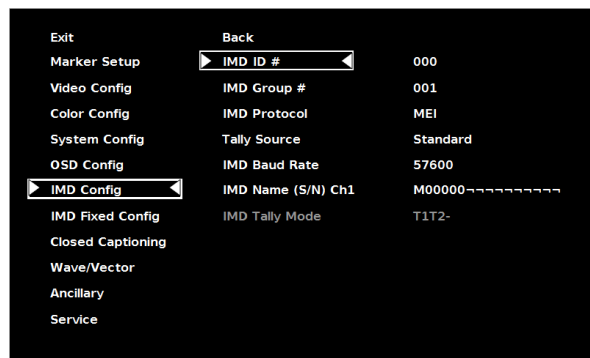 Exit Back
Marker Setup IMD ID # 000
Video Config IMD Group # 001
Color Config IMD Protocol MEI
System Config Tally Source Standard
OSD Config IMD Baud Rate 57600
IMD Config IMD Name (S/N) Ch1 M00000¬¬¬¬¬¬¬¬¬¬
IMD Fixed Config IMD Tally Mode T1T2-
Closed Captioning
Wave/Vector
Ancillary
Service